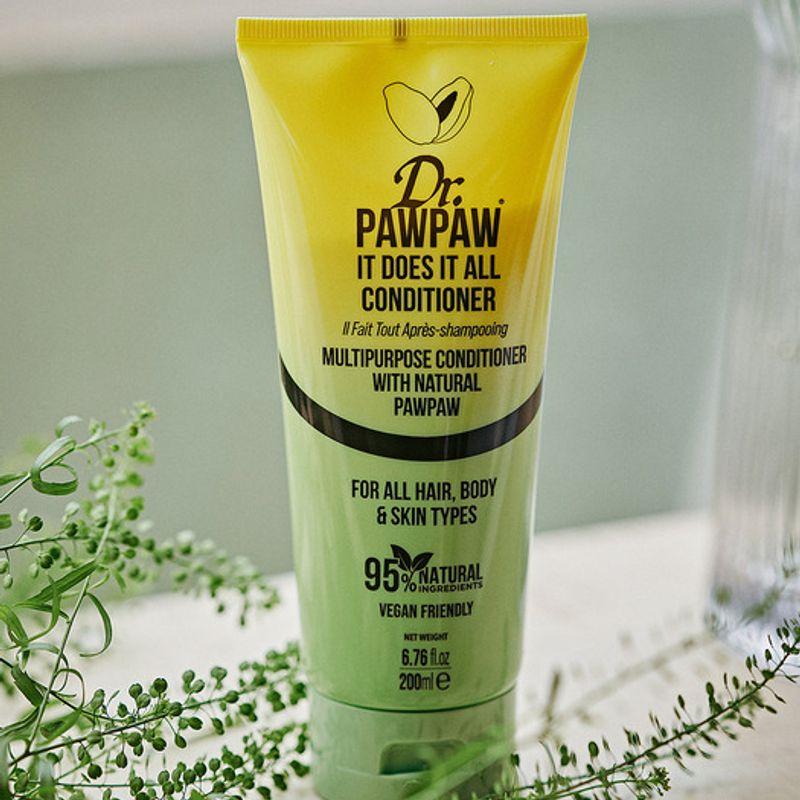 Dr.
PAWPAW
IT DOES IT ALL
CONDITIONER
Il Fait Tout Après-shampooing
MULTIPURPOSE CONDITIONER
WITH NATURAL
PAWPAW
FOR ALL HAIR, BODY
& SKIN TYPES
95% NATURAL
INGREDIENTS
VEGAN FRIENDLY
NET WEIGHT
6.76 fl.oz
200ml e